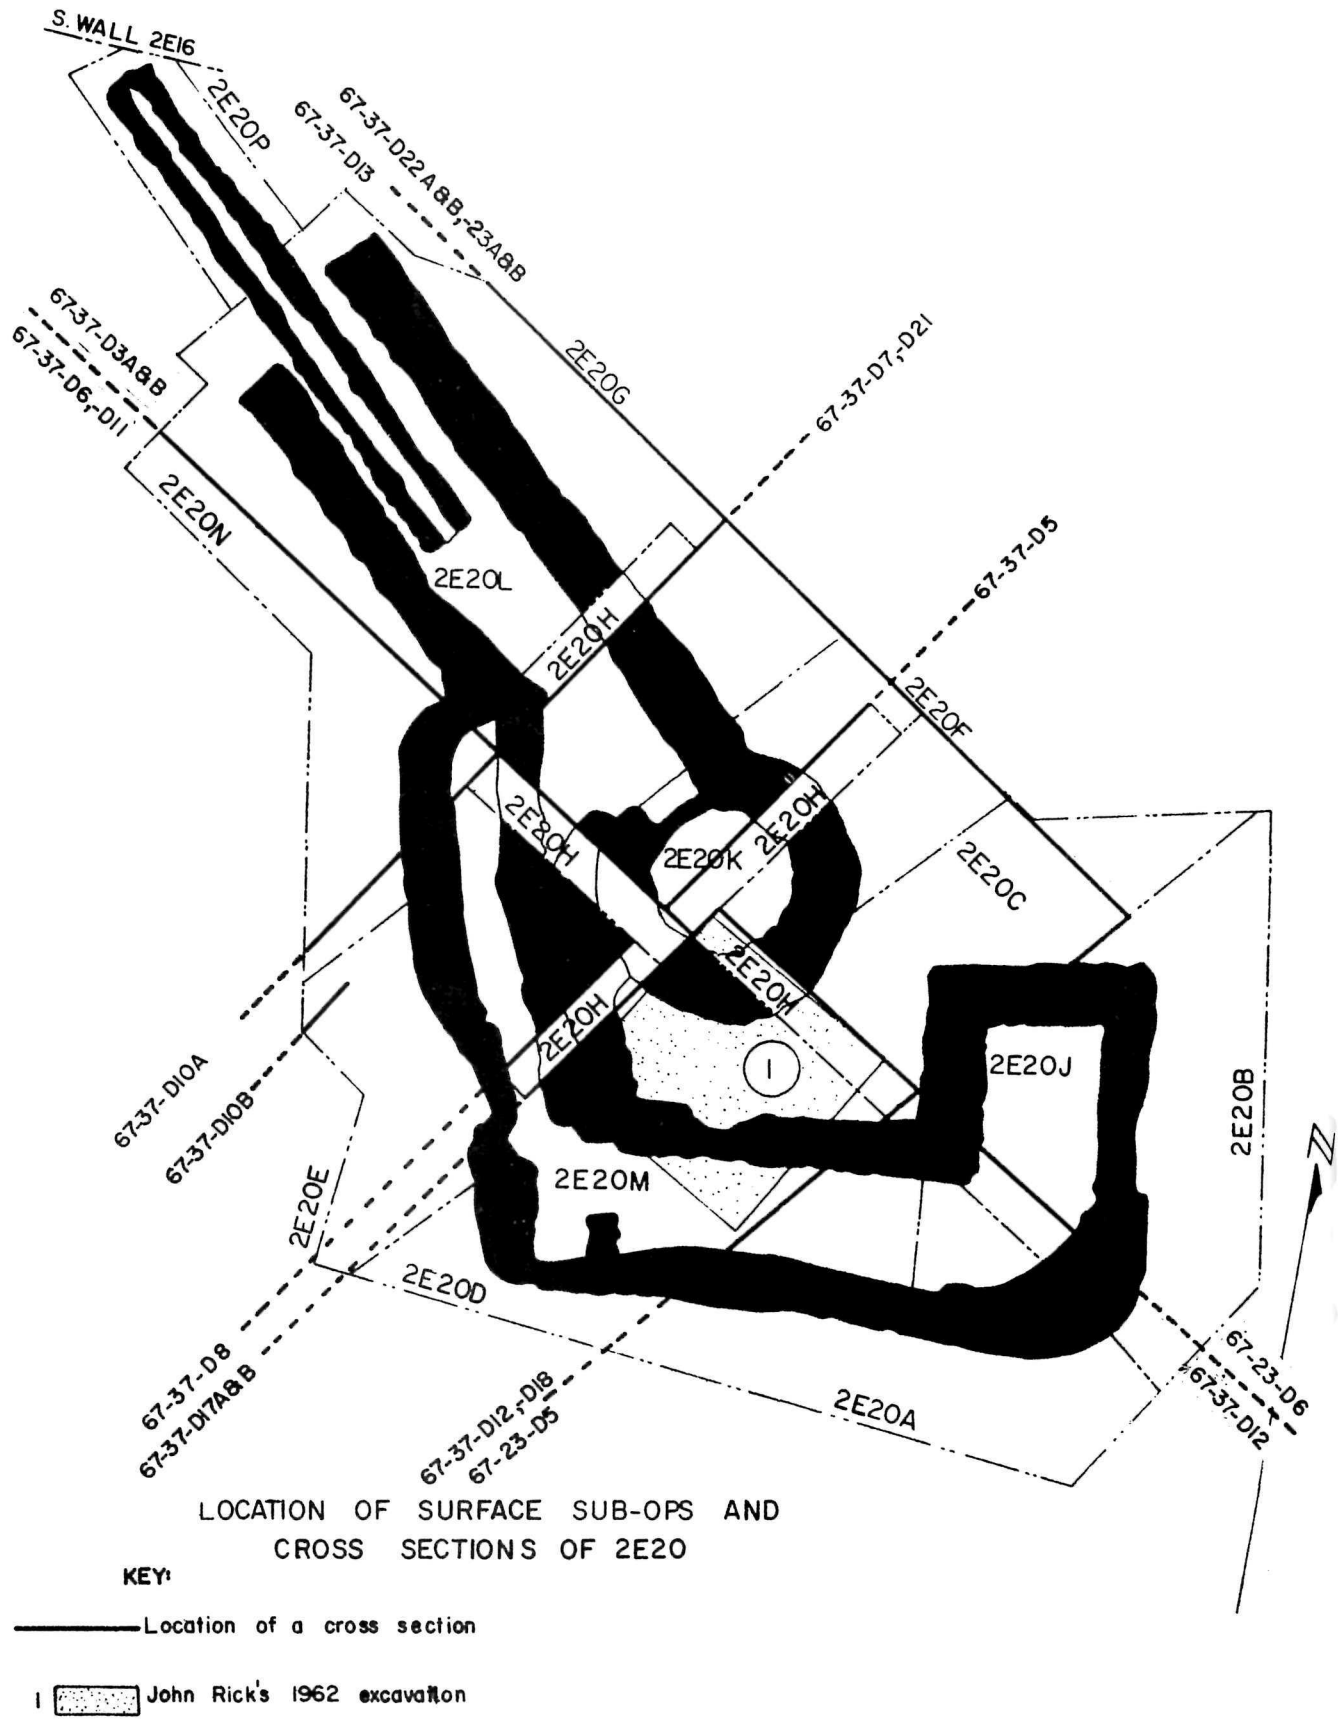 S. WALL 2E16
2E20P
67-37-D22A&B,-23A&B
67-37-D13
67-37-D3A&B
67-37-D6,-D11
2E20G
67-37-D7,-D21
2E20N
67-37-D5
2E20L
2E20H
2E20F
2E20H
2E20H
2E20K
2E20C
2E20H
2E20H
1
2E20J
67-37-D10A
67-37-D10B
2E20B
N
2E20E
2E20M
2E20D
67-37-D8
67-37-D17A&B
67-37-D12,-D18
67-23-D5
2E20A
67-23-D6
67-37-D12
LOCATION OF SURFACE SUB-OPS AND
CROSS SECTIONS OF 2E20
KEY:
Location of a cross section
1 John Rick's 1962 excavation